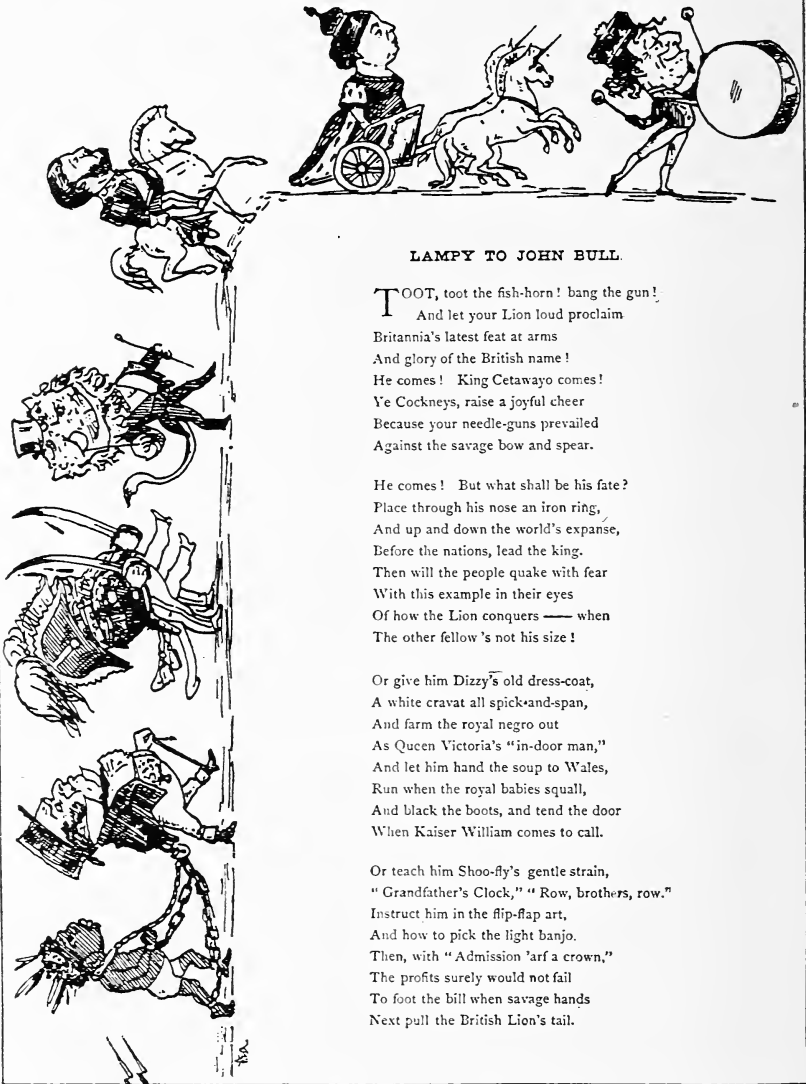 LAMPY TO JOHN BULL.
TOOT, toot the fish-horn! bang the gun!
And let your Lion loud proclaim
Britannia's latest feat at arms
And glory of the British name!
He comes! King Cetawayo comes!
Ye Cockneys, raise a joyful cheer
Because your needle-guns prevailed
Against the savage bow and spear.
He comes! But what shall be his fate?
Place through his nose an iron ring,
And up and down the world's expanse,
Before the nations, lead the king.
Then will the people quake with fear
With this example in their eyes
Of how the Lion conquers —— when
The other fellow 's not his size!
Or give him Dizzy's old dress-coat,
A white cravat all spick-and-span,
And farm the royal negro out
As Queen Victoria's "in-door man,"
And let him hand the soup to Wales,
Run when the royal babies squall,
And black the boots, and tend the door
When Kaiser William comes to call.
Or teach him Shoo-fly's gentle strain,
"Grandfather's Clock," "Row, brothers, row."
Instruct him in the flip-flap art,
And how to pick the light banjo.
Then, with "Admission 'arf a crown,"
The profits surely would not fail
To foot the bill when savage hands
Next pull the British Lion's tail.